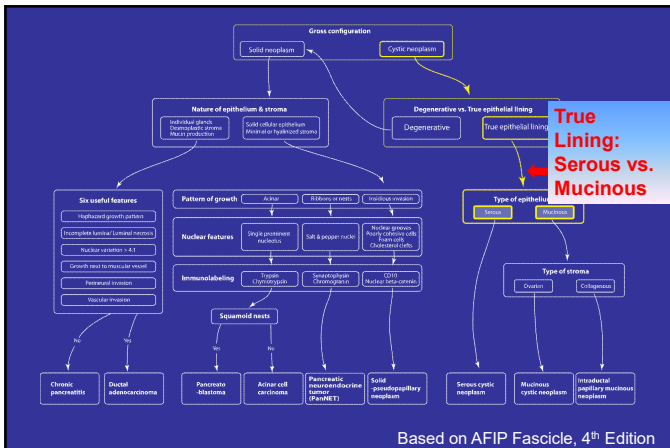 Gross configuration
Solid neoplasm
Cystic neoplasm
Nature of epithelium & stroma
Individual glands
Desmoplastic stroma
Mucin production
Solid cellular epithelium
Minimal or hyalinized stroma
Degenerative vs. True epithelial lining
Degenerative
True epithelial lining
True
Lining:
Serous vs.
Mucinous
Six useful features
Haphazard growth pattern
Incomplete lumina/ Luminal necrosis
Nuclear variation > 4:1
Growth next to muscular vessel
Perineural invasion
Vascular invasion
Pattern of growth
Acinar
Ribbons or nests
Insidious invasion
Nuclear features
Single prominent
nucleolus
Salt & pepper nuclei
Nuclear grooves
Poorly cohesive cells
Foam cells
Cholesterol clefts
Immunolabeling
Trypsin
Chymotrypsin
Synaptophysin
Chromogranin
CD10
Nuclear beta-catenin
Type of epithelium
Serous
Mucinous
Type of stroma
Ovarian
Collagenous
Squamoid nests
No
Yes
Yes
No
Chronic
pancreatitis
Ductal
adenocarcinoma
Pancreato
-blastoma
Acinar cell
carcinoma
Pancreatic
neuroendocrine
tumor
(PanNET)
Solid
-pseudopapillary
neoplasm
Serous cystic
neoplasm
Mucinous
cystic neoplasm
Intraductal
papillary mucinous
neoplasm
Based on AFIP Fascicle, 4th Edition